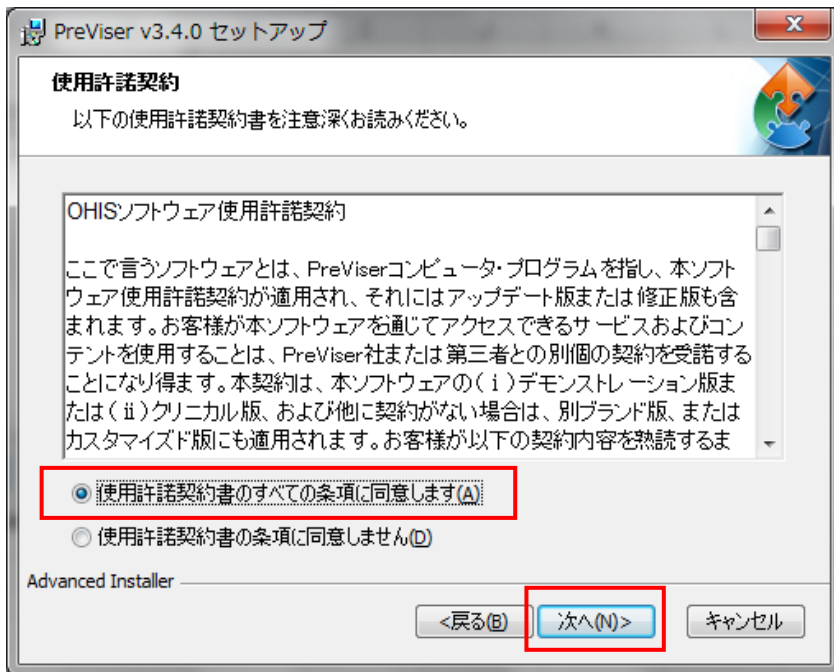 PreViser v3.4.0 セットアップ
使用許諾契約
以下の使用許諾契約書を注意深くお読みください。
OHISソフトウェア使用許諾契約
ここで言うソフトウェアとは、PreViserコンピュータ・プログラムを指し、本ソフト
ウェア使用許諾契約が適用され、それにはアップデート版または修正版も含
まれます。お客様が本ソフトウェアを通じてアクセスできるサービスおよびコン
テントを使用することは、PreViser社または第三者との別個の契約を受諾する
ことになり得ます。本契約は、本ソフトウェアの(ⅰ)デモンストレーション版ま
たは(ⅱ)クリニカル版、および他に契約がない場合は、別ブランド版、または
カスタマイズド版にも適用されます。お客様が以下の契約内容を熟読するま
使用許諾契約書のすべての条項に同意します(A)
使用許諾契約書の条項に同意しません(D)
Advanced Installer
<戻る(B)
次へ(N)>
キャンセル